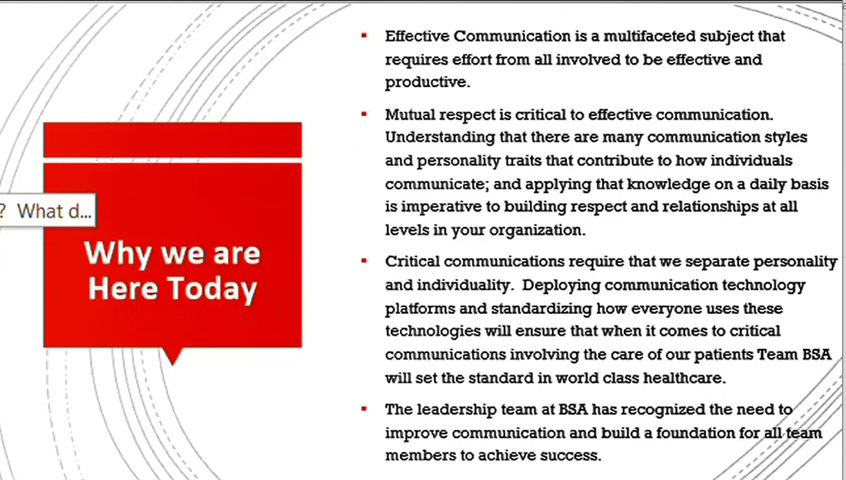 ? What d...
Why we are
Here Today
Effective Communication is a multifaceted subject that
requires effort from all involved to be effective and
productive.
Mutual respect is critical to effective communication.
Understanding that there are many communication styles
and personality traits that contribute to how individuals
communicate; and applying that knowledge on a daily basis
is imperative to building respect and relationships at all
levels in your organization.
Critical communications require that we separate personality
and individuality. Deploying communication technology
platforms and standardizing how everyone uses these
technologies will ensure that when it comes to critical
communications involving the care of our patients Team BSA
will set the standard in world class healthcare.
The leadership team at BSA has recognized the need to
improve communication and build a foundation for all team
members to achieve success.